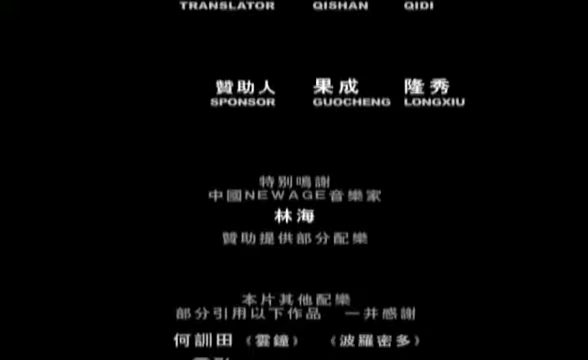 TRANSLATOR QISHAN QIDI
贊助人 果成 隆秀
SPONSOR GUOCHENG LONGXIU
特别鳴謝
中國NEWAGE音樂家
林海
贊助提供部分配樂
本片其他配樂
部分引用以下作品 一并感謝
何訓田《雲鐘》《波羅密多》